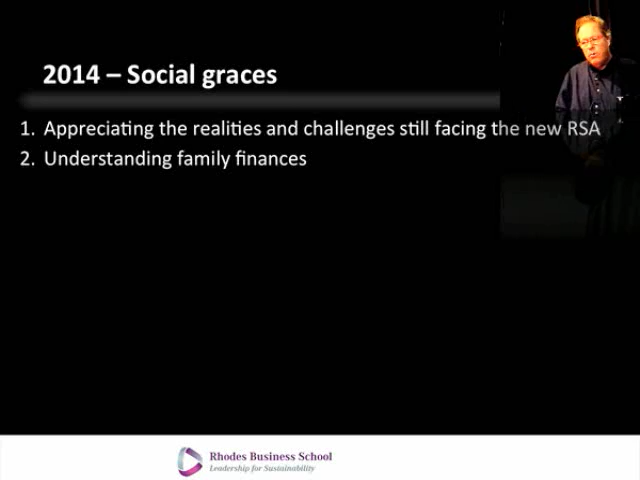 2014 – Social graces
1. Appreciating the realities and challenges still facing the new RSA
2. Understanding family finances
Rhodes Business School
Leadership for Sustainability